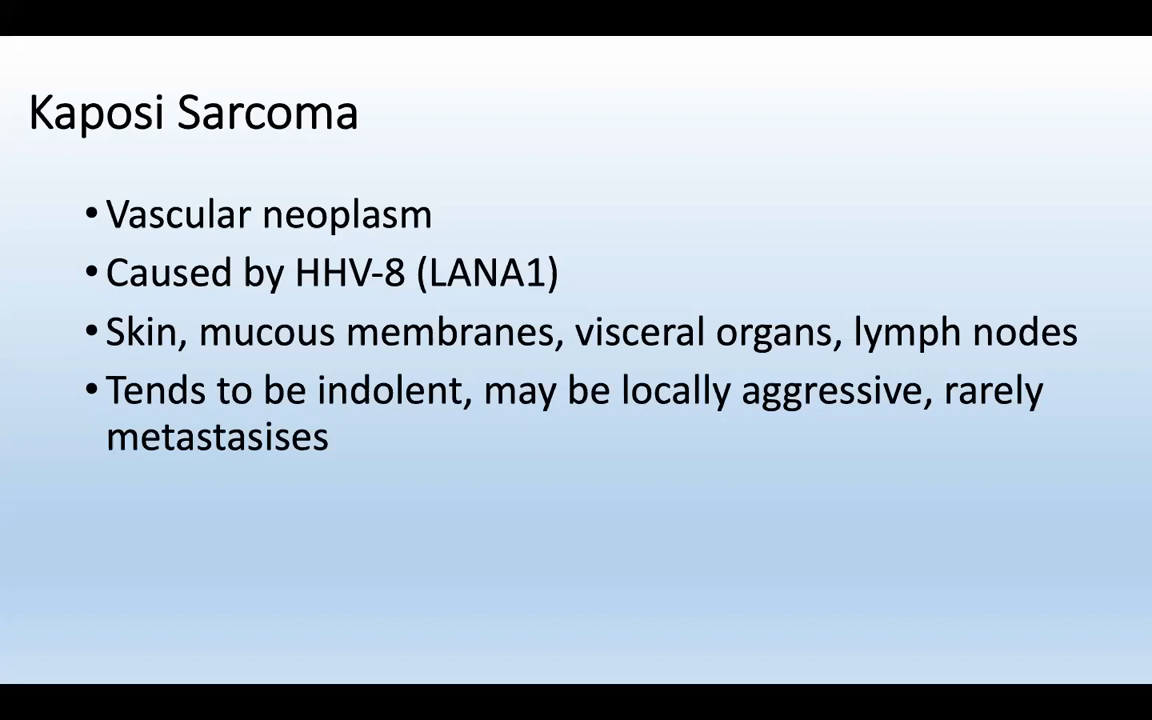 Kaposi Sarcoma
• Vascular neoplasm
• Caused by HHV-8 (LANA1)
• Skin, mucous membranes, visceral organs, lymph nodes
• Tends to be indolent, may be locally aggressive, rarely
metastasises